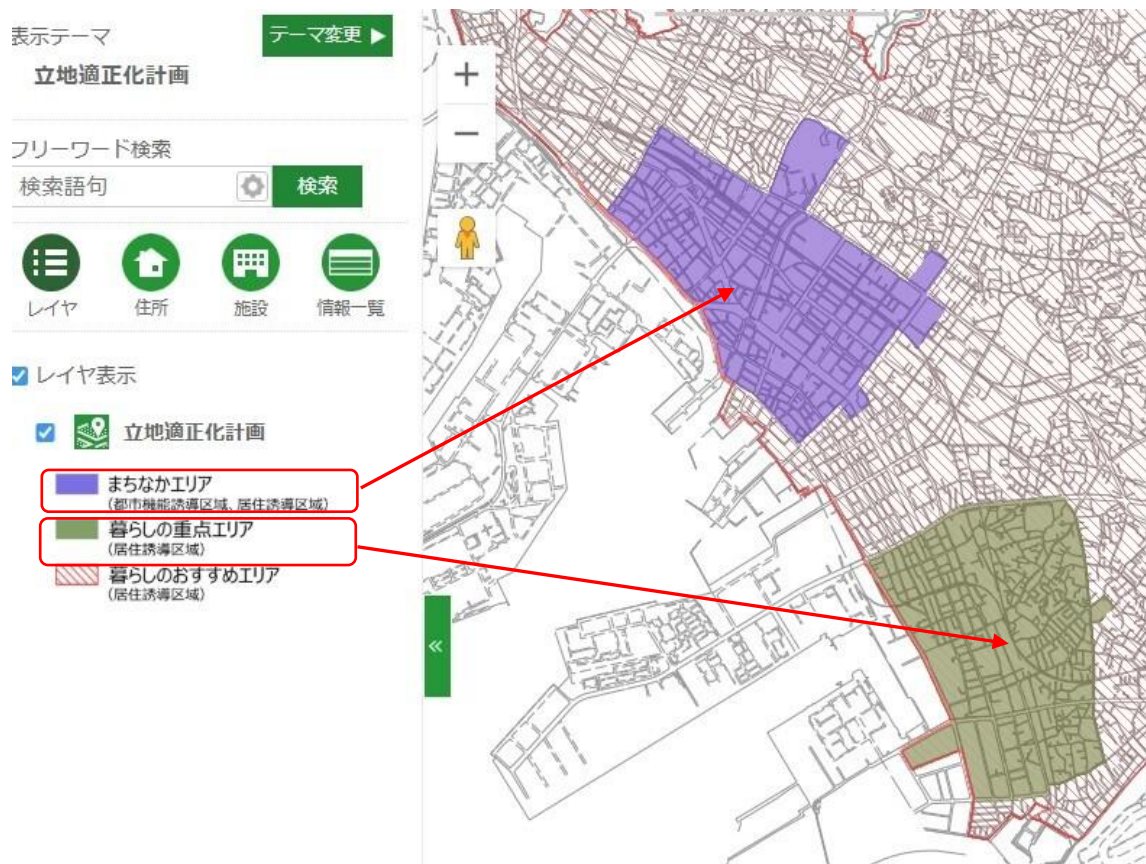 表示テーマ
テーマ変更 ▶
立地適正化計画
フリーワード検索
検索語句
検索
レイヤ
住所
施設
情報一覧
レイヤ表示
立地適正化計画
まちなかエリア
(都市機能誘導区域、居住誘導区域)
暮らしの重点エリア
(居住誘導区域)
暮らしのおすすめエリア
(居住誘導区域)
+
−
«